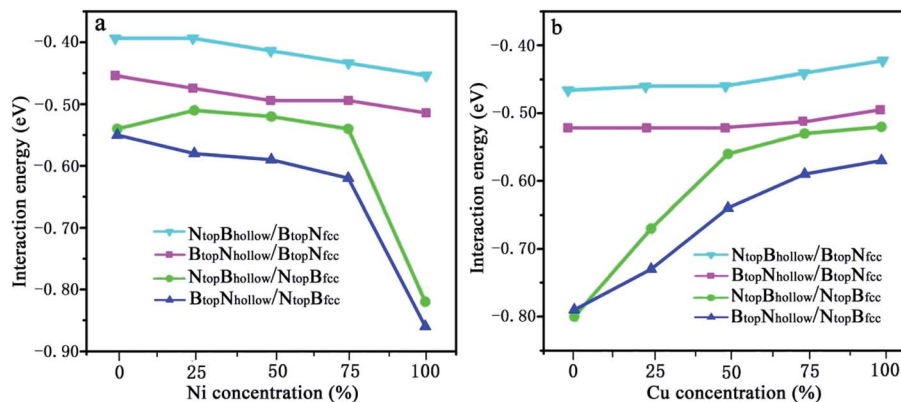 a
Interaction energy (eV)
−0.40
−0.50
−0.60
−0.70
−0.80
−0.90
NtopBhollow/BtopNfcc
BtopNhollow/BtopNfcc
NtopBhollow/NtopBfcc
BtopNhollow/NtopBfcc
0 25 50 75 100
Ni concentration (%)
b
Interaction energy (eV)
−0.40
−0.50
−0.60
−0.70
−0.80
NtopBhollow/BtopNfcc
BtopNhollow/BtopNfcc
NtopBhollow/NtopBfcc
BtopNhollow/NtopBfcc
0 25 50 75 100
Cu concentration (%)